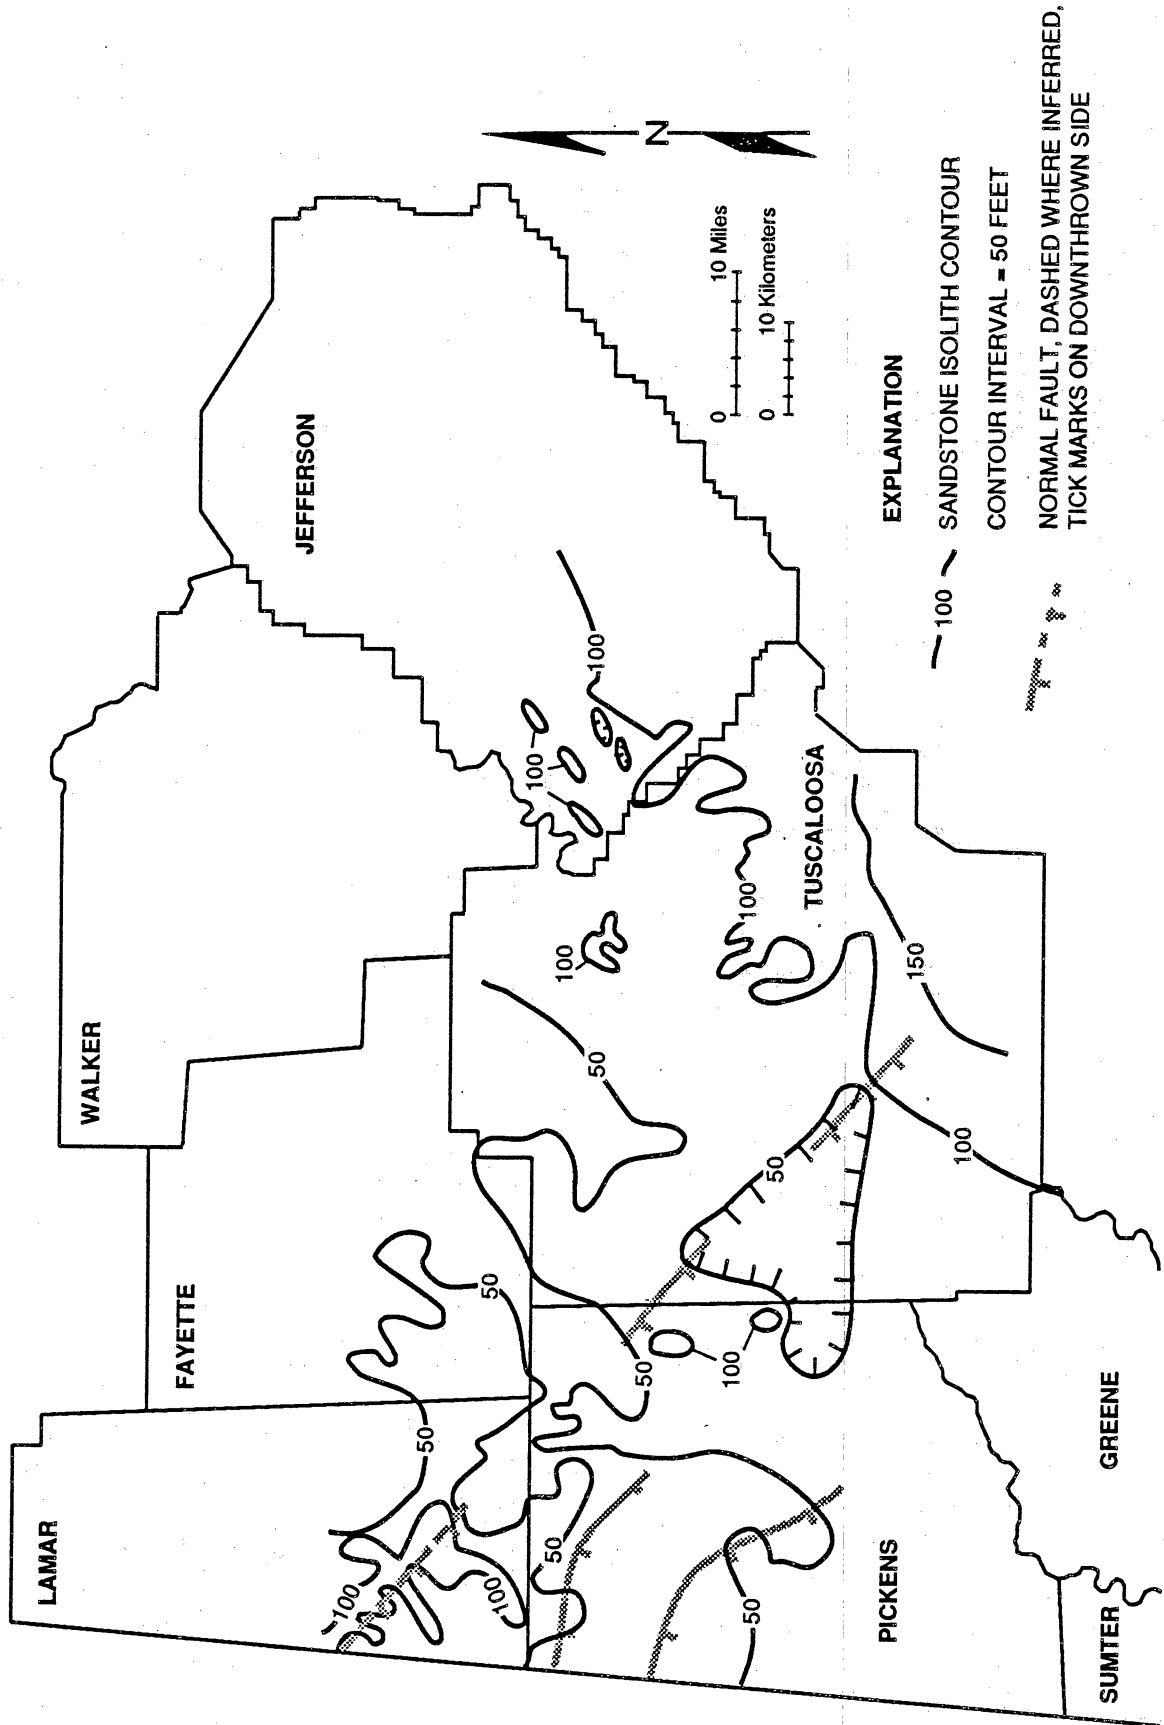 LAMAR
FAYETTE
WALKER
JEFFERSON
TUSCALOOSA
PICKENS
GREENE
SUMTER
100
100
50
50
50
50
50
100
50
50
100
100
100
100
100
150
N
0 10 Miles
0 10 Kilometers
EXPLANATION
100 SANDSTONE ISOLITH CONTOUR
CONTOUR INTERVAL = 50 FEET
NORMAL FAULT, DASHED WHERE INFERRED,
TICK MARKS ON DOWNTHROWN SIDE